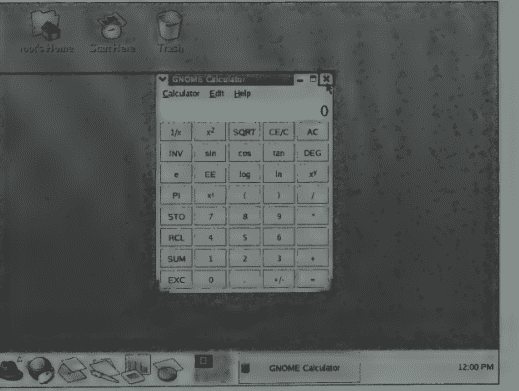 root's Home Start Here Trash
GNOME Calculator
Calculator Edit Help
0
1/x x² SQRT CE/C AC
INV sin cos tan DEG
e EE log ln xʸ
PI x! ( ) /
STO 7 8 9 *
RCL 4 5 6
SUM 1 2 3 +
EXC 0 . +/- =
GNOME Calculator
12:00 PM